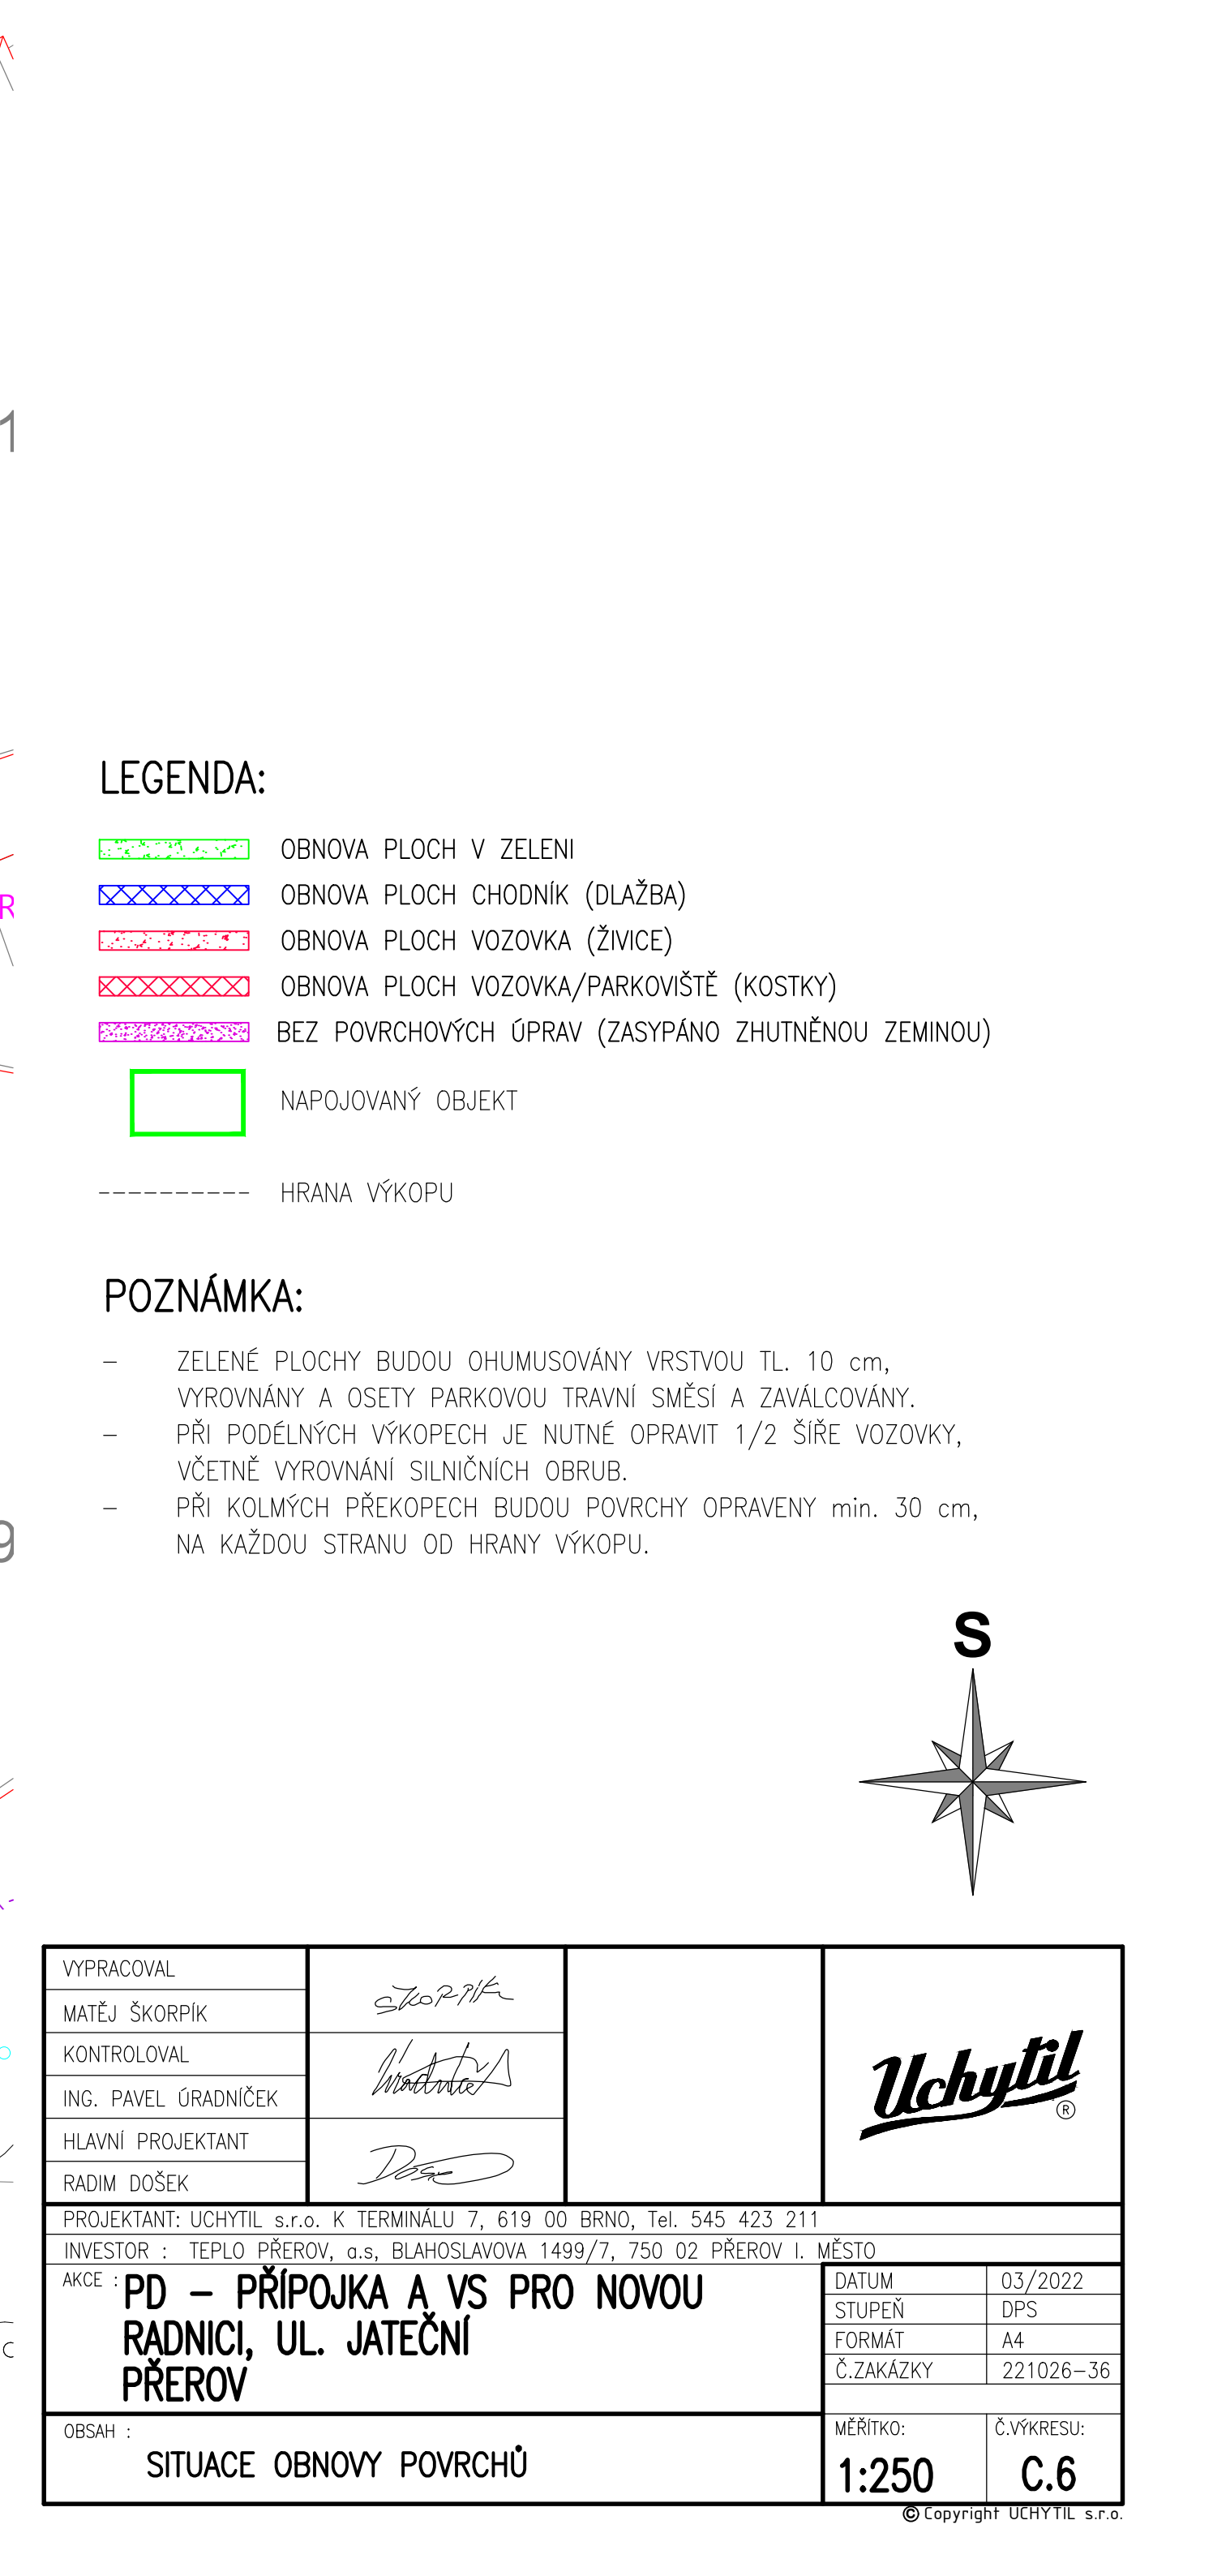 LEGENDA:
OBNOVA PLOCH V ZELENI
OBNOVA PLOCH CHODNÍK (DLAŽBA)
OBNOVA PLOCH VOZOVKA (ŽIVICE)
OBNOVA PLOCH VOZOVKA/PARKOVIŠTĚ (KOSTKY)
BEZ POVRCHOVÝCH ÚPRAV (ZASYPÁNO ZHUTNĚNOU ZEMINOU)
NAPOJOVANÝ OBJEKT
HRANA VÝKOPU
POZNÁMKA:
- ZELENÉ PLOCHY BUDOU OHUMUSOVÁNY VRSTVOU TL. 10 cm,
VYROVNÁNY A OSETY PARKOVOU TRAVNÍ SMĚSÍ A ZAVÁLCOVÁNY.
- PŘI PODÉLNÝCH VÝKOPECH JE NUTNÉ OPRAVIT 1/2 ŠÍŘE VOZOVKY,
VČETNĚ VYROVNÁNÍ SILNIČNÍCH OBRUB.
- PŘI KOLMÝCH PŘEKOPECH BUDOU POVRCHY OPRAVENY min. 30 cm,
NA KAŽDOU STRANU OD HRANY VÝKOPU.
S
VYPRACOVAL
MATĚJ ŠKORPÍK
KONTROLOVAL
ING. PAVEL ÚRADNÍČEK
HLAVNÍ PROJEKTANT
RADIM DOŠEK
Uchytil ®
PROJEKTANT: UCHYTIL s.r.o. K TERMINÁLU 7, 619 00 BRNO, Tel. 545 423 211
INVESTOR : TEPLO PŘEROV, a.s, BLAHOSLAVOVA 1499/7, 750 02 PŘEROV I. MĚSTO
AKCE : PD - PŘÍPOJKA A VS PRO NOVOU
RADNICI, UL. JATEČNÍ
PŘEROV
DATUM 03/2022
STUPEŇ DPS
FORMÁT A4
Č.ZAKÁZKY 221026-36
OBSAH :
SITUACE OBNOVY POVRCHŮ
MĚŘÍTKO: Č.VÝKRESU:
1:250 C.6
© Copyright UCHYTIL s.r.o.